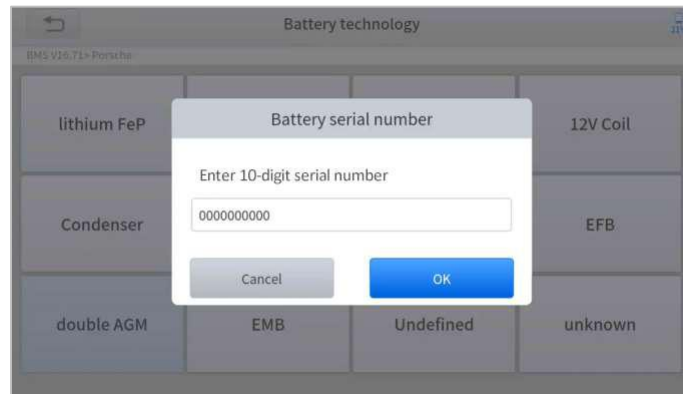 Battery technology
BMS V16.71> Porsche
lithium FeP
12V Coil
Battery serial number
Enter 10-digit serial number
0000000000
Condenser
EFB
Cancel
OK
double AGM
EMB
Undefined
unknown